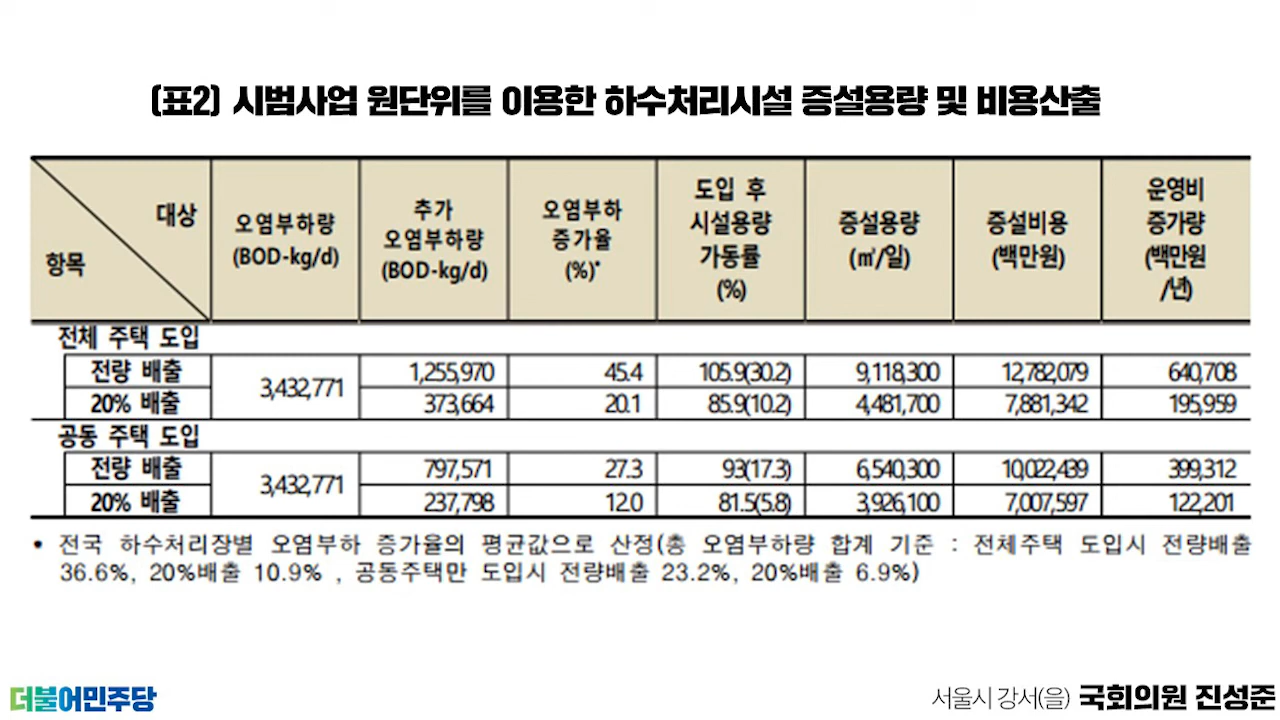 (표2) 시범사업 원단위를 이용한 하수처리시설 증설용량 및 비용산출
대상
항목
오염부하량
(BOD-kg/d)
추가
오염부하량
(BOD-kg/d)
오염부하
증가율
(%)*
도입 후
시설용량
가동률
(%)
증설용량
(㎥/일)
증설비용
(백만원)
운영비
증가량
(백만원
/년)
전체 주택 도입
전량 배출 3,432,771 1,255,970 45.4 105.9(30.2) 9,118,300 12,782,079 640,708
20% 배출 373,664 20.1 85.9(10.2) 4,481,700 7,881,342 195,959
공동 주택 도입
전량 배출 3,432,771 797,571 27.3 93(17.3) 6,540,300 10,022,439 399,312
20% 배출 237,798 12.0 81.5(5.8) 3,926,100 7,007,597 122,201
• 전국 하수처리장별 오염부하 증가율의 평균값으로 산정(총 오염부하량 합계 기준 : 전체주택 도입시 전량배출
36.6%, 20%배출 10.9% , 공동주택만 도입시 전량배출 23.2%, 20%배출 6.9%)
더불어민주당
서울시 강서(을) 국회의원 진성준